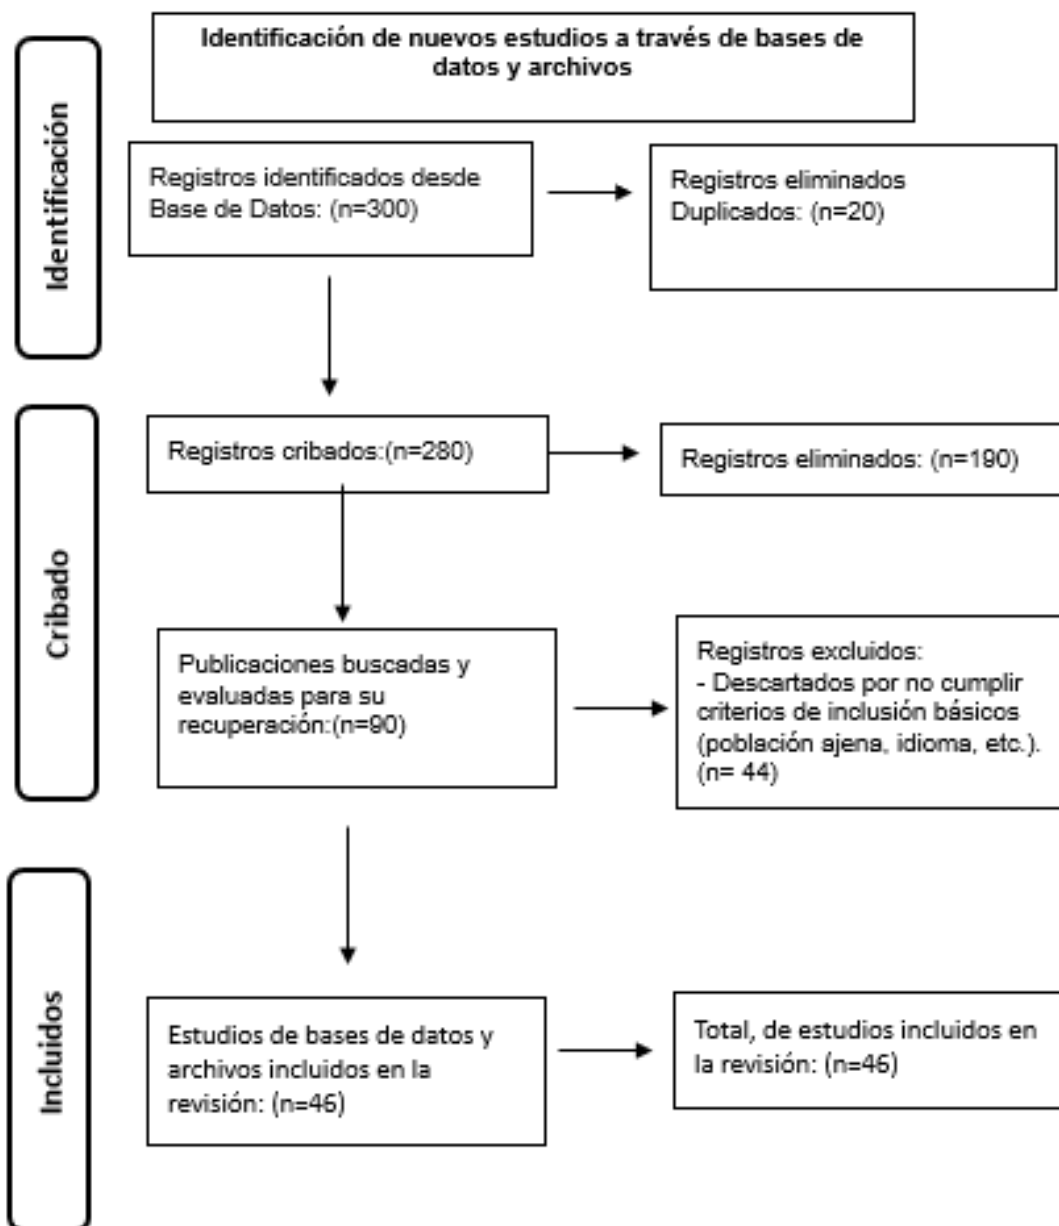 Identificación de nuevos estudios a través de bases de
datos y archivos
Identificación
Registros identificados desde
Base de Datos: (n=300)
Registros eliminados
Duplicados: (n=20)
Cribado
Registros cribados:(n=280)
Registros eliminados: (n=190)
Publicaciones buscadas y
evaluadas para su
recuperación:(n=90)
Registros excluidos:
- Descartados por no cumplir
criterios de inclusión básicos
(población ajena, idioma, etc.).
(n= 44)
Incluidos
Estudios de bases de datos y
archivos incluidos en la
revisión: (n=46)
Total, de estudios incluidos en
la revisión: (n=46)